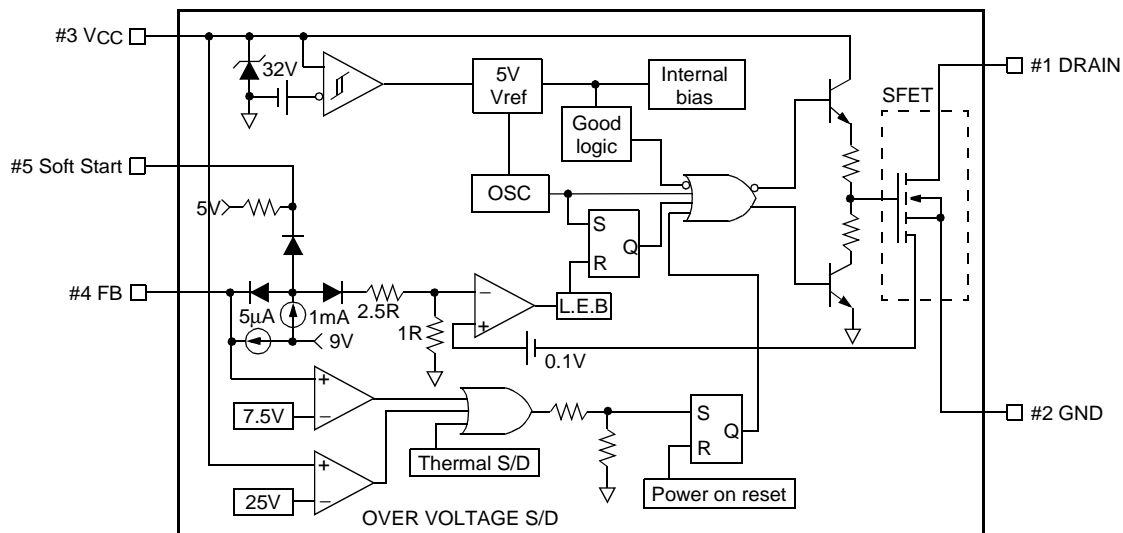 #3 VCC
32V
5V
Vref
Internal
bias
#1 DRAIN
SFET
Good
logic
#5 Soft Start
5V
OSC
S
R
Q
#4 FB
5μA
1mA
9V
2.5R
1R
−
+
L.E.B
0.1V
+
−
7.5V
Thermal S/D
S
R
Q
#2 GND
+
−
25V
Power on reset
OVER VOLTAGE S/D